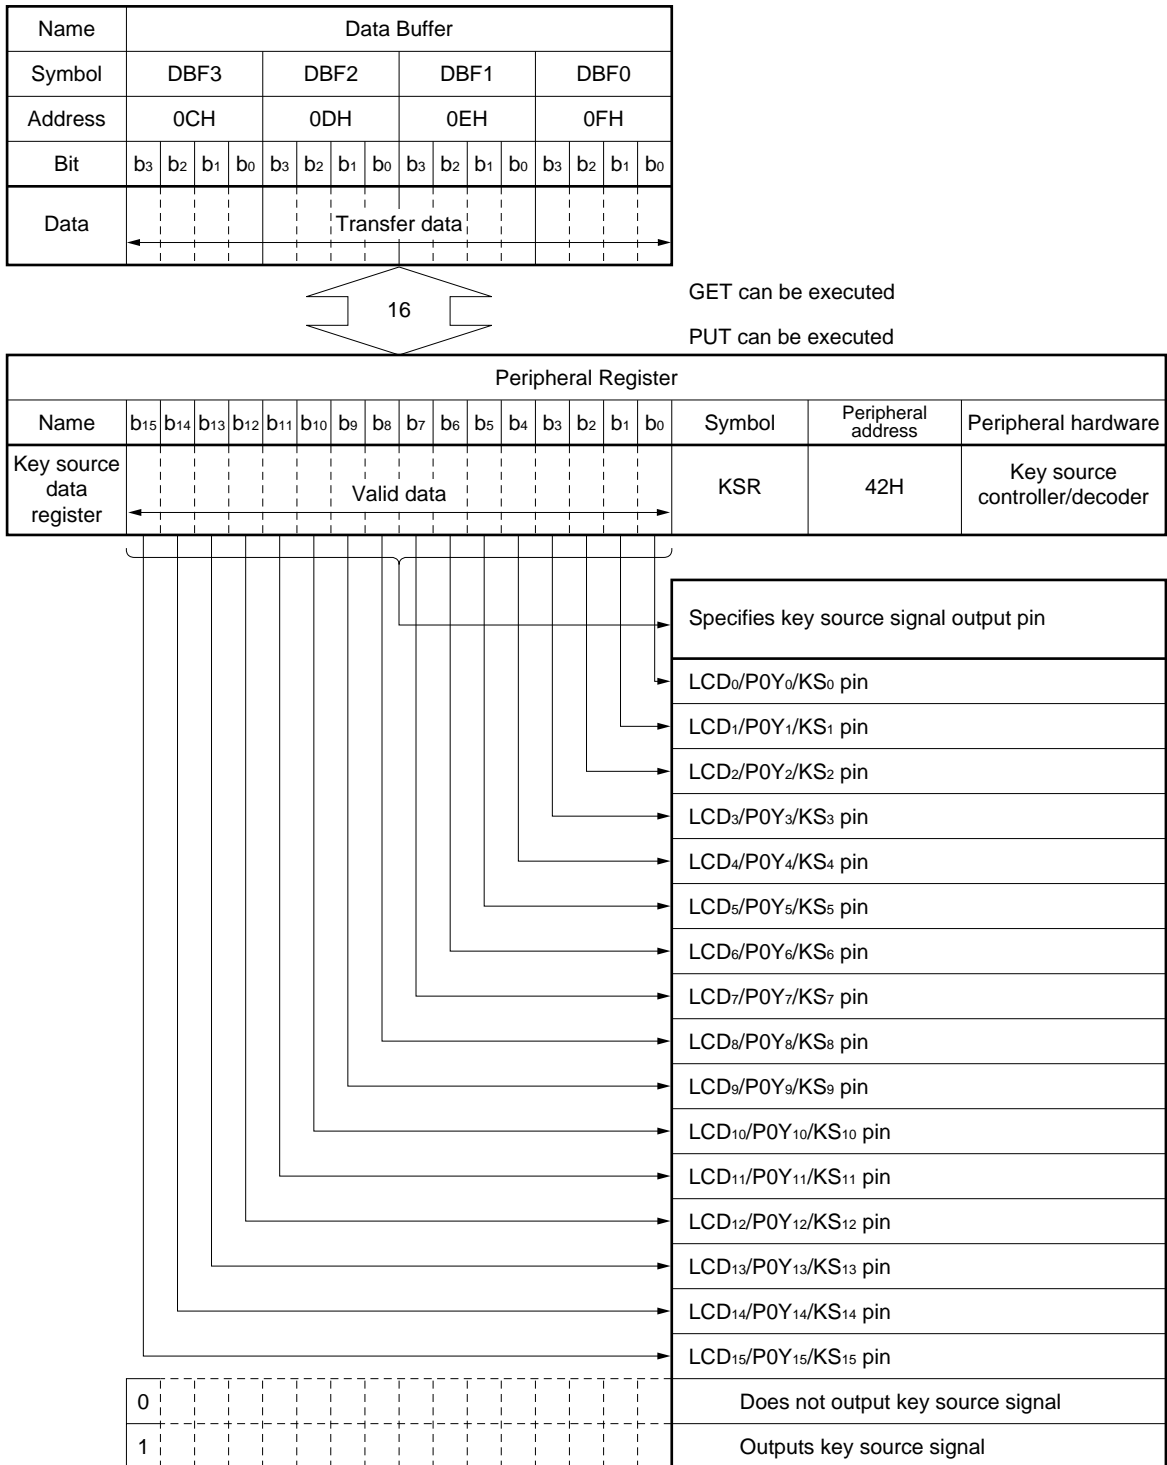 Name Data Buffer
Symbol DBF3 DBF2 DBF1 DBF0
Address 0CH 0DH 0EH 0FH
Bit b3 b2 b1 b0 b3 b2 b1 b0 b3 b2 b1 b0 b3 b2 b1 b0
Data Transfer data
16
GET can be executed
PUT can be executed
Peripheral Register
Name b15 b14 b13 b12 b11 b10 b9 b8 b7 b6 b5 b4 b3 b2 b1 b0 Symbol Peripheral address Peripheral hardware
Key source
data
register
Valid data
KSR
42H
Key source
controller/decoder
Specifies key source signal output pin
LCD0/P0Y0/KS0 pin
LCD1/P0Y1/KS1 pin
LCD2/P0Y2/KS2 pin
LCD3/P0Y3/KS3 pin
LCD4/P0Y4/KS4 pin
LCD5/P0Y5/KS5 pin
LCD6/P0Y6/KS6 pin
LCD7/P0Y7/KS7 pin
LCD8/P0Y8/KS8 pin
LCD9/P0Y9/KS9 pin
LCD10/P0Y10/KS10 pin
LCD11/P0Y11/KS11 pin
LCD12/P0Y12/KS12 pin
LCD13/P0Y13/KS13 pin
LCD14/P0Y14/KS14 pin
LCD15/P0Y15/KS15 pin
0 Does not output key source signal
1 Outputs key source signal